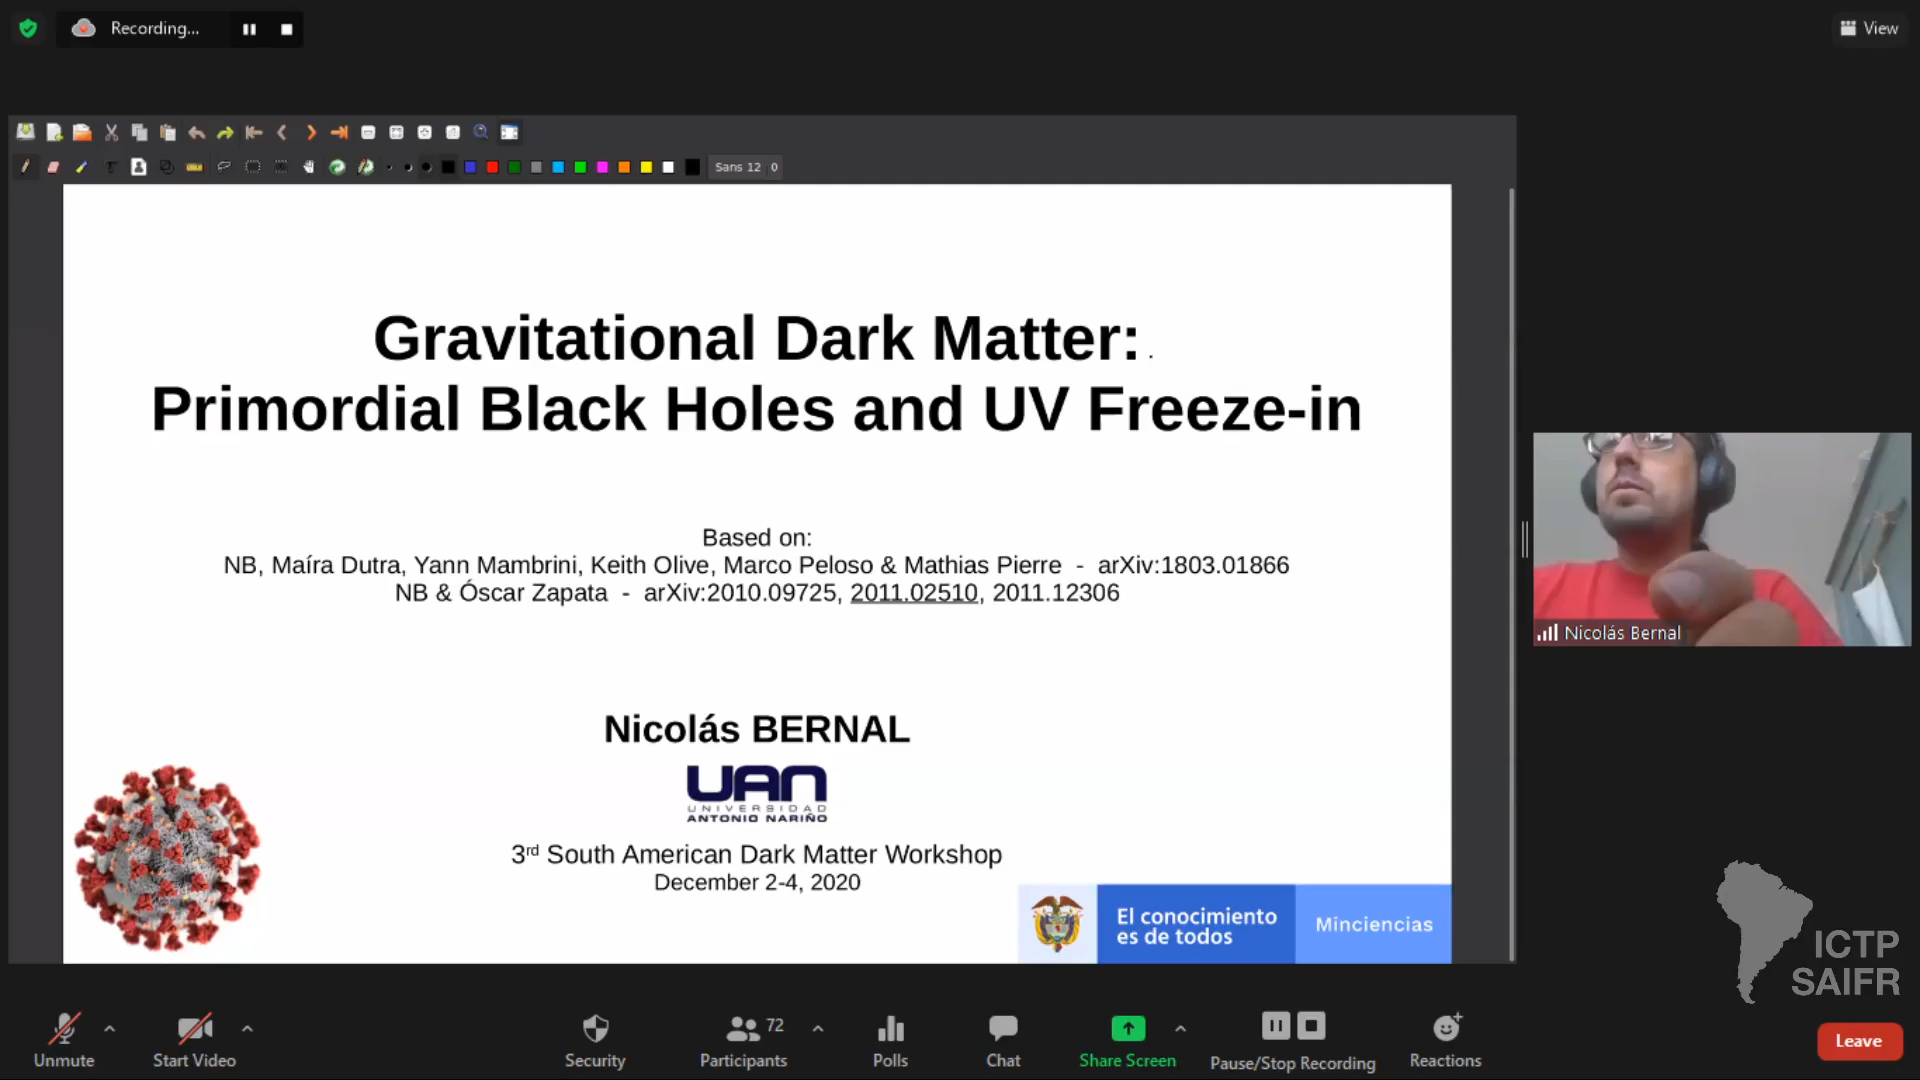 Recording...
View
Sans 12
Gravitational Dark Matter:
Primordial Black Holes and UV Freeze-in
Based on:
NB, Maíra Dutra, Yann Mambrini, Keith Olive, Marco Peloso & Mathias Pierre - arXiv:1803.01866
NB & Óscar Zapata - arXiv:2010.09725, 2011.02510, 2011.12306
Nicolás Bernal
Nicolás BERNAL
UAN
UNIVERSIDAD
ANTONIO NARIÑO
3rd South American Dark Matter Workshop
December 2-4, 2020
El conocimiento
es de todos
Minciencias
ICTP
SAIFR
72
Unmute
Start Video
Security
Participants
Polls
Chat
Share Screen
Pause/Stop Recording
Reactions
Leave